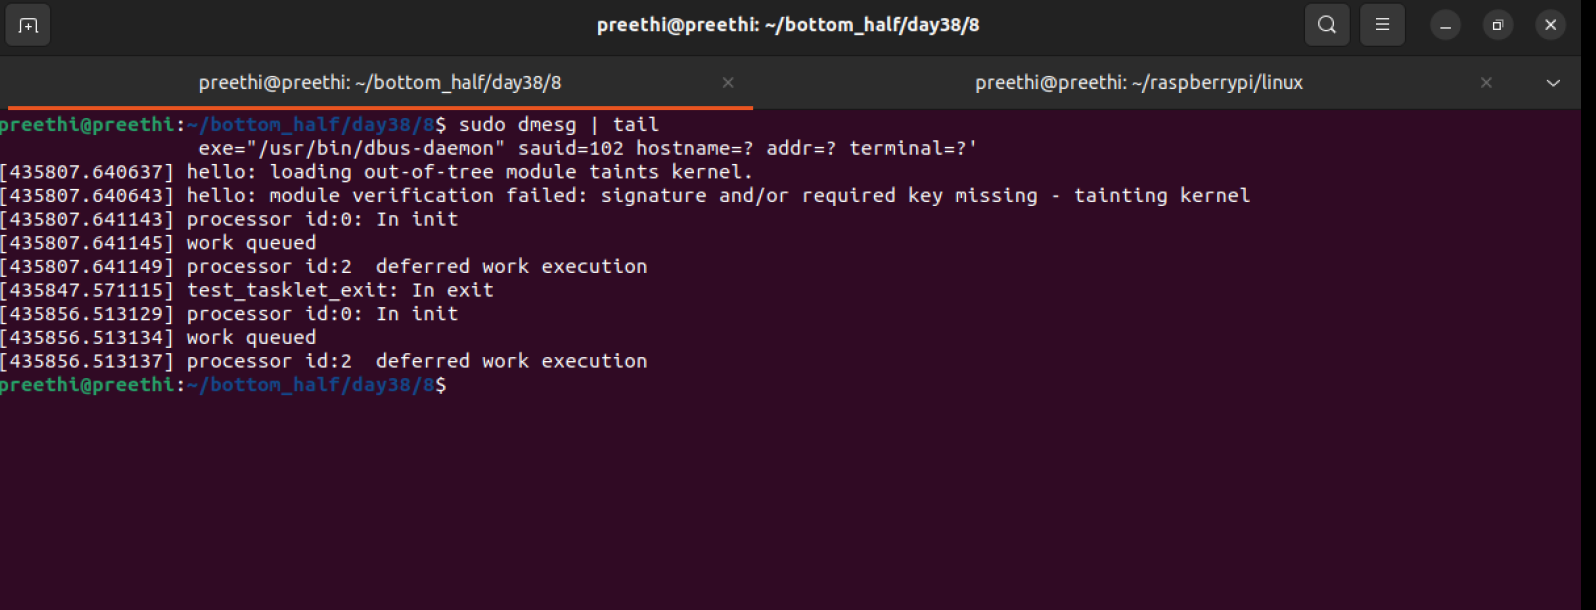 preethi@preethi: ~/bottom_half/day38/8
preethi@preethi: ~/bottom_half/day38/8
preethi@preethi: ~/raspberrypi/linux
preethi@preethi:~/bottom_half/day38/8$ sudo dmesg | tail
exe="/usr/bin/dbus-daemon" sauid=102 hostname=? addr=? terminal=?'
[435807.640637] hello: loading out-of-tree module taints kernel.
[435807.640643] hello: module verification failed: signature and/or required key missing - tainting kernel
[435807.641143] processor id:0: In init
[435807.641145] work queued
[435807.641149] processor id:2  deferred work execution
[435847.571115] test_tasklet_exit: In exit
[435856.513129] processor id:0: In init
[435856.513134] work queued
[435856.513137] processor id:2  deferred work execution
preethi@preethi:~/bottom_half/day38/8$